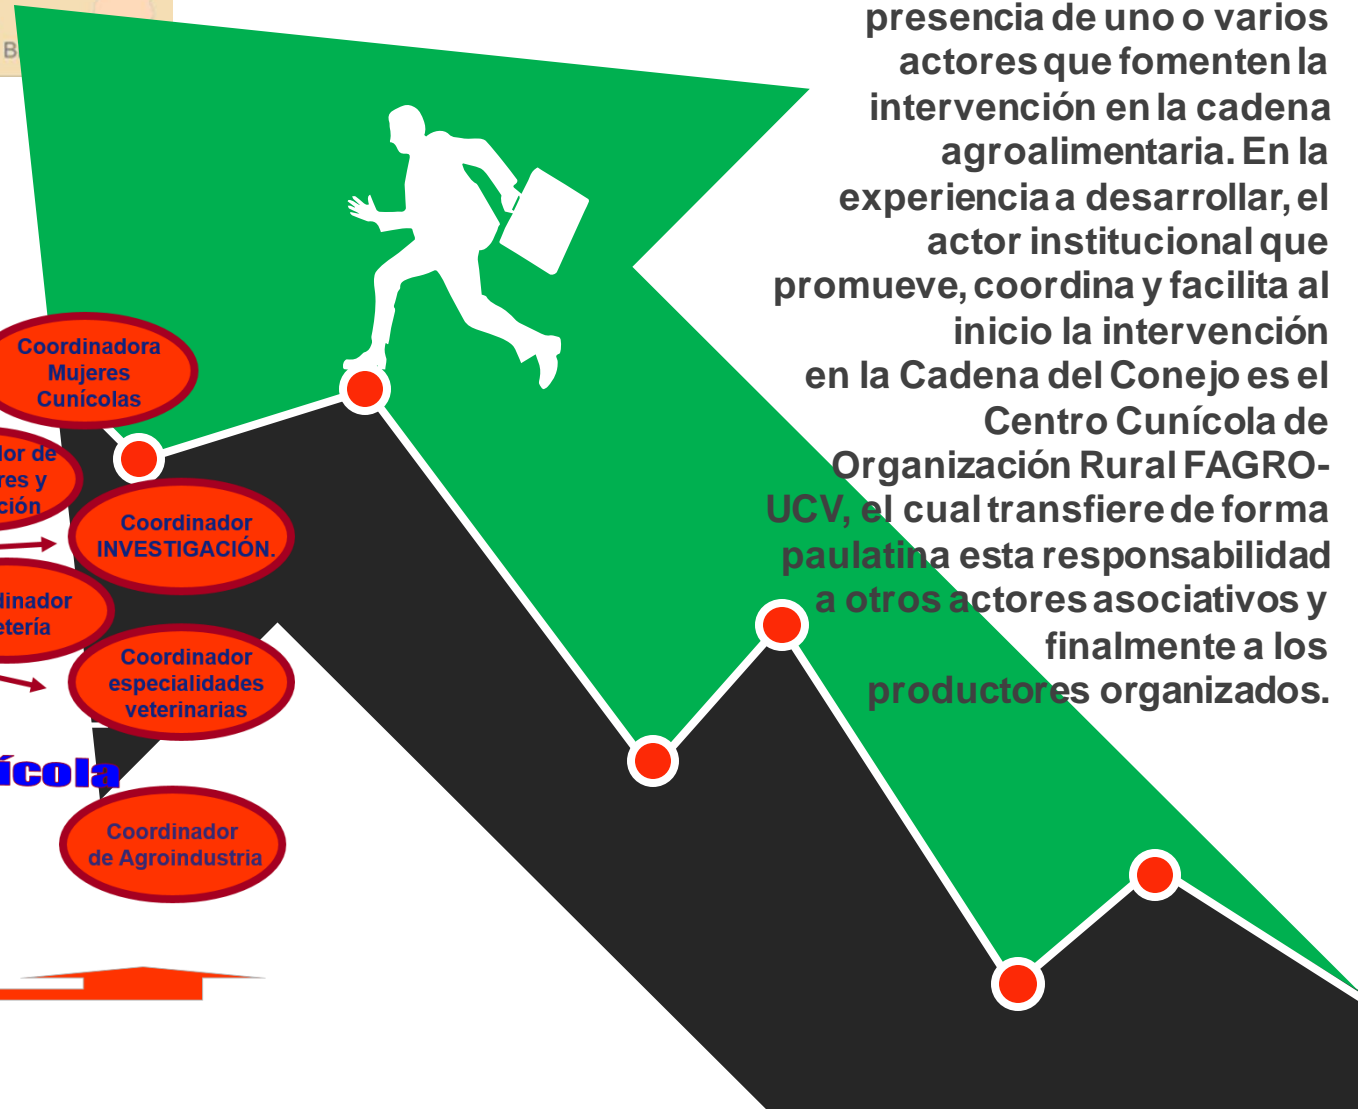 presencia de uno o varios
actores que fomenten la
intervención en la cadena
agroalimentaria. En la
experiencia a desarrollar, el
actor institucional que
promueve, coordina y facilita al
inicio la intervención
en la Cadena del Conejo es el
Centro Cunícola de
Organización Rural FAGRO-
UCV, el cual transfiere de forma
paulatina esta responsabilidad
a otros actores asociativos y
finalmente a los
productores organizados.
Coordinadora
Mujeres
Cunícolas
Coordinador
INVESTIGACIÓN.
Coordinador
especialidades
veterinarias
Coordinador
de Agroindustria